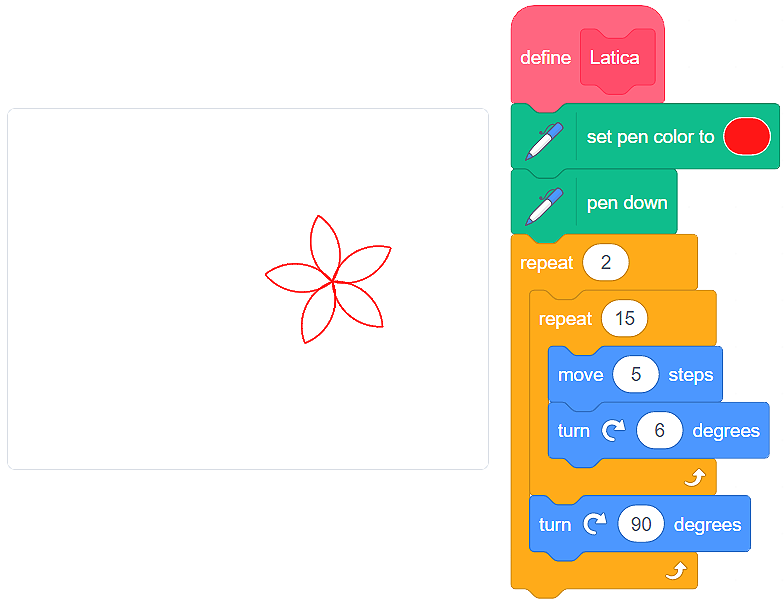 define Latica
set pen color to
pen down
repeat 2
repeat 15
move 5 steps
turn 6 degrees
turn 90 degrees